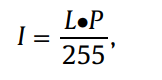 I = L●P / 255,